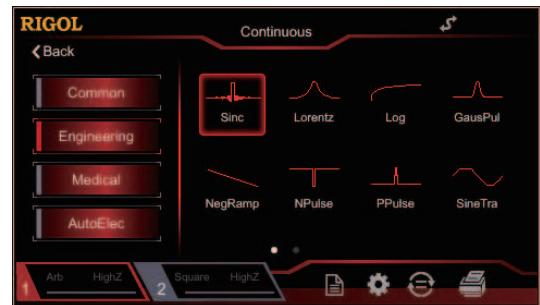 RIGOL
Continuous
Back
Common
Engineering
Medical
AutoElec
Sinc
Lorentz
Log
GausPul
NegRamp
NPulse
PPulse
SineTra
1
Arb
HighZ
2
Square
HighZ